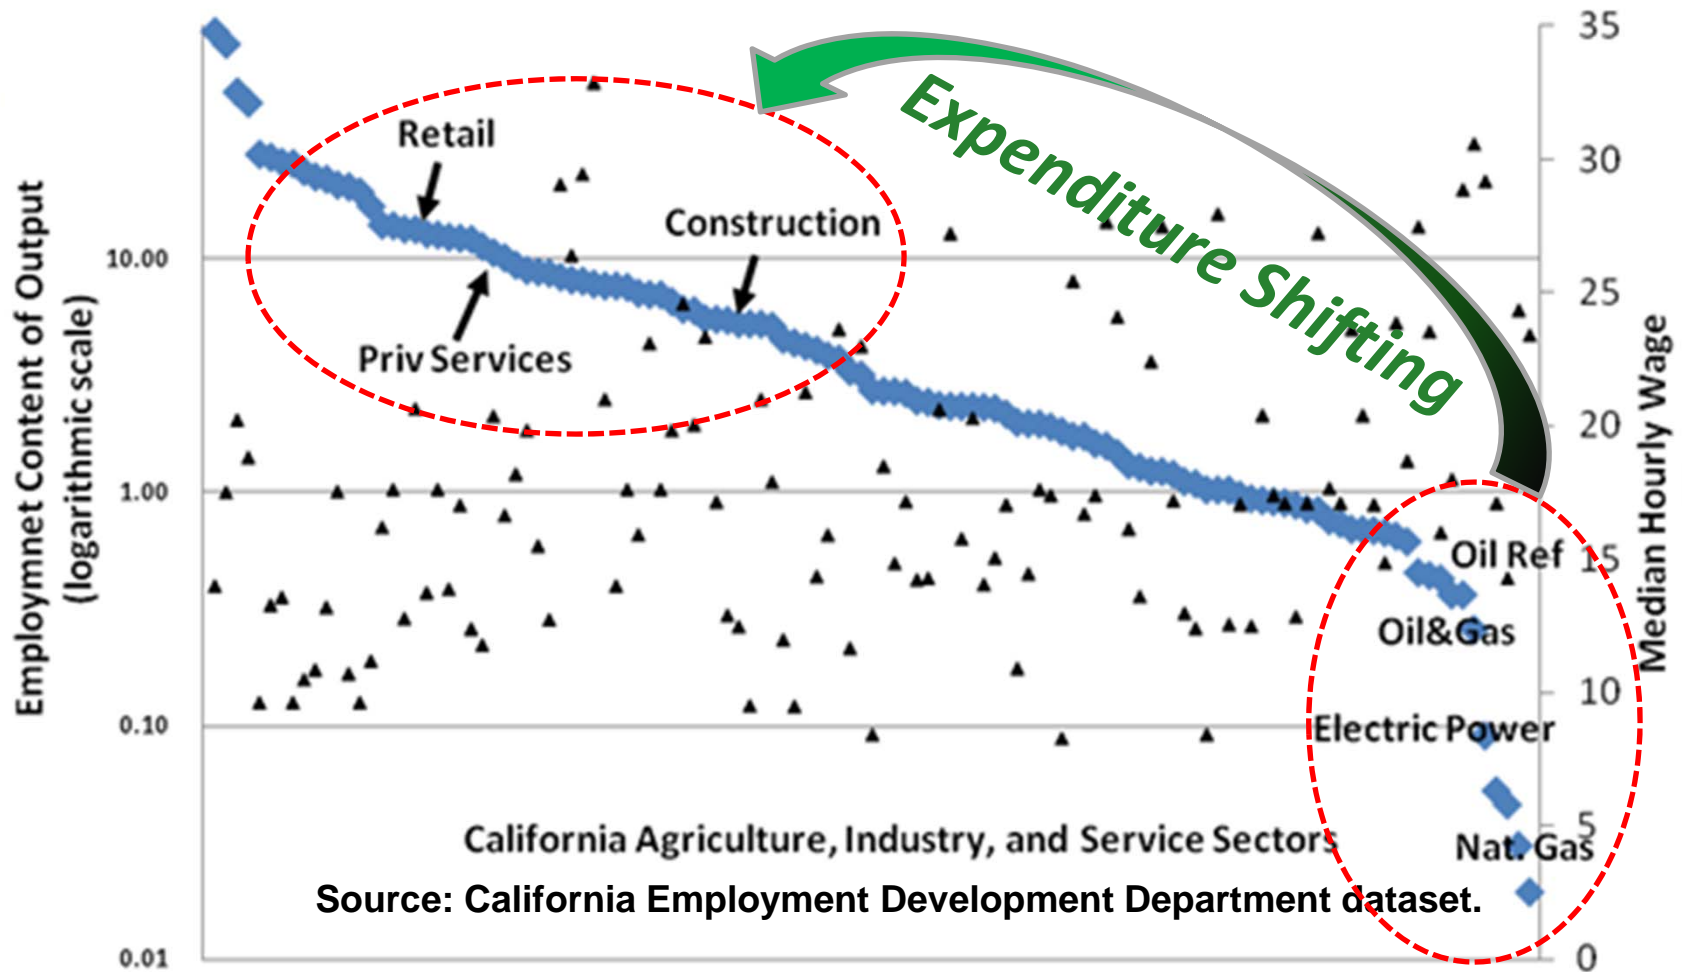 Employmnet Content of Output
(logarithmic scale)
10.00
1.00
0.10
0.01
Retail
Construction
Priv Services
Expenditure Shifting
Oil Ref
Oil&Gas
Electric Power
Nat. Gas
California Agriculture, Industry, and Service Sectors
Source: California Employment Development Department dataset.
35
30
25
20
15
10
5
0
Median Hourly Wage